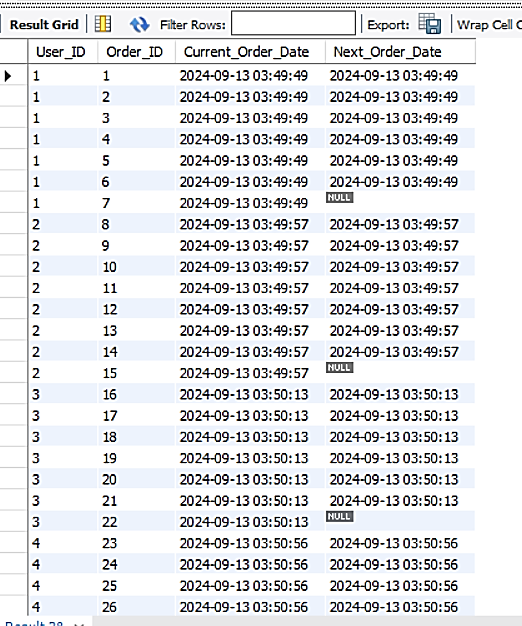 Result Grid Filter Rows: Export: Wrap Cell C
User_ID Order_ID Current_Order_Date Next_Order_Date
1 1 2024-09-13 03:49:49 2024-09-13 03:49:49
1 2 2024-09-13 03:49:49 2024-09-13 03:49:49
1 3 2024-09-13 03:49:49 2024-09-13 03:49:49
1 4 2024-09-13 03:49:49 2024-09-13 03:49:49
1 5 2024-09-13 03:49:49 2024-09-13 03:49:49
1 6 2024-09-13 03:49:49 2024-09-13 03:49:49
1 7 2024-09-13 03:49:49 NULL
2 8 2024-09-13 03:49:57 2024-09-13 03:49:57
2 9 2024-09-13 03:49:57 2024-09-13 03:49:57
2 10 2024-09-13 03:49:57 2024-09-13 03:49:57
2 11 2024-09-13 03:49:57 2024-09-13 03:49:57
2 12 2024-09-13 03:49:57 2024-09-13 03:49:57
2 13 2024-09-13 03:49:57 2024-09-13 03:49:57
2 14 2024-09-13 03:49:57 2024-09-13 03:49:57
2 15 2024-09-13 03:49:57 NULL
3 16 2024-09-13 03:50:13 2024-09-13 03:50:13
3 17 2024-09-13 03:50:13 2024-09-13 03:50:13
3 18 2024-09-13 03:50:13 2024-09-13 03:50:13
3 19 2024-09-13 03:50:13 2024-09-13 03:50:13
3 20 2024-09-13 03:50:13 2024-09-13 03:50:13
3 21 2024-09-13 03:50:13 2024-09-13 03:50:13
3 22 2024-09-13 03:50:13 NULL
4 23 2024-09-13 03:50:56 2024-09-13 03:50:56
4 24 2024-09-13 03:50:56 2024-09-13 03:50:56
4 25 2024-09-13 03:50:56 2024-09-13 03:50:56
4 26 2024-09-13 03:50:56 2024-09-13 03:50:56